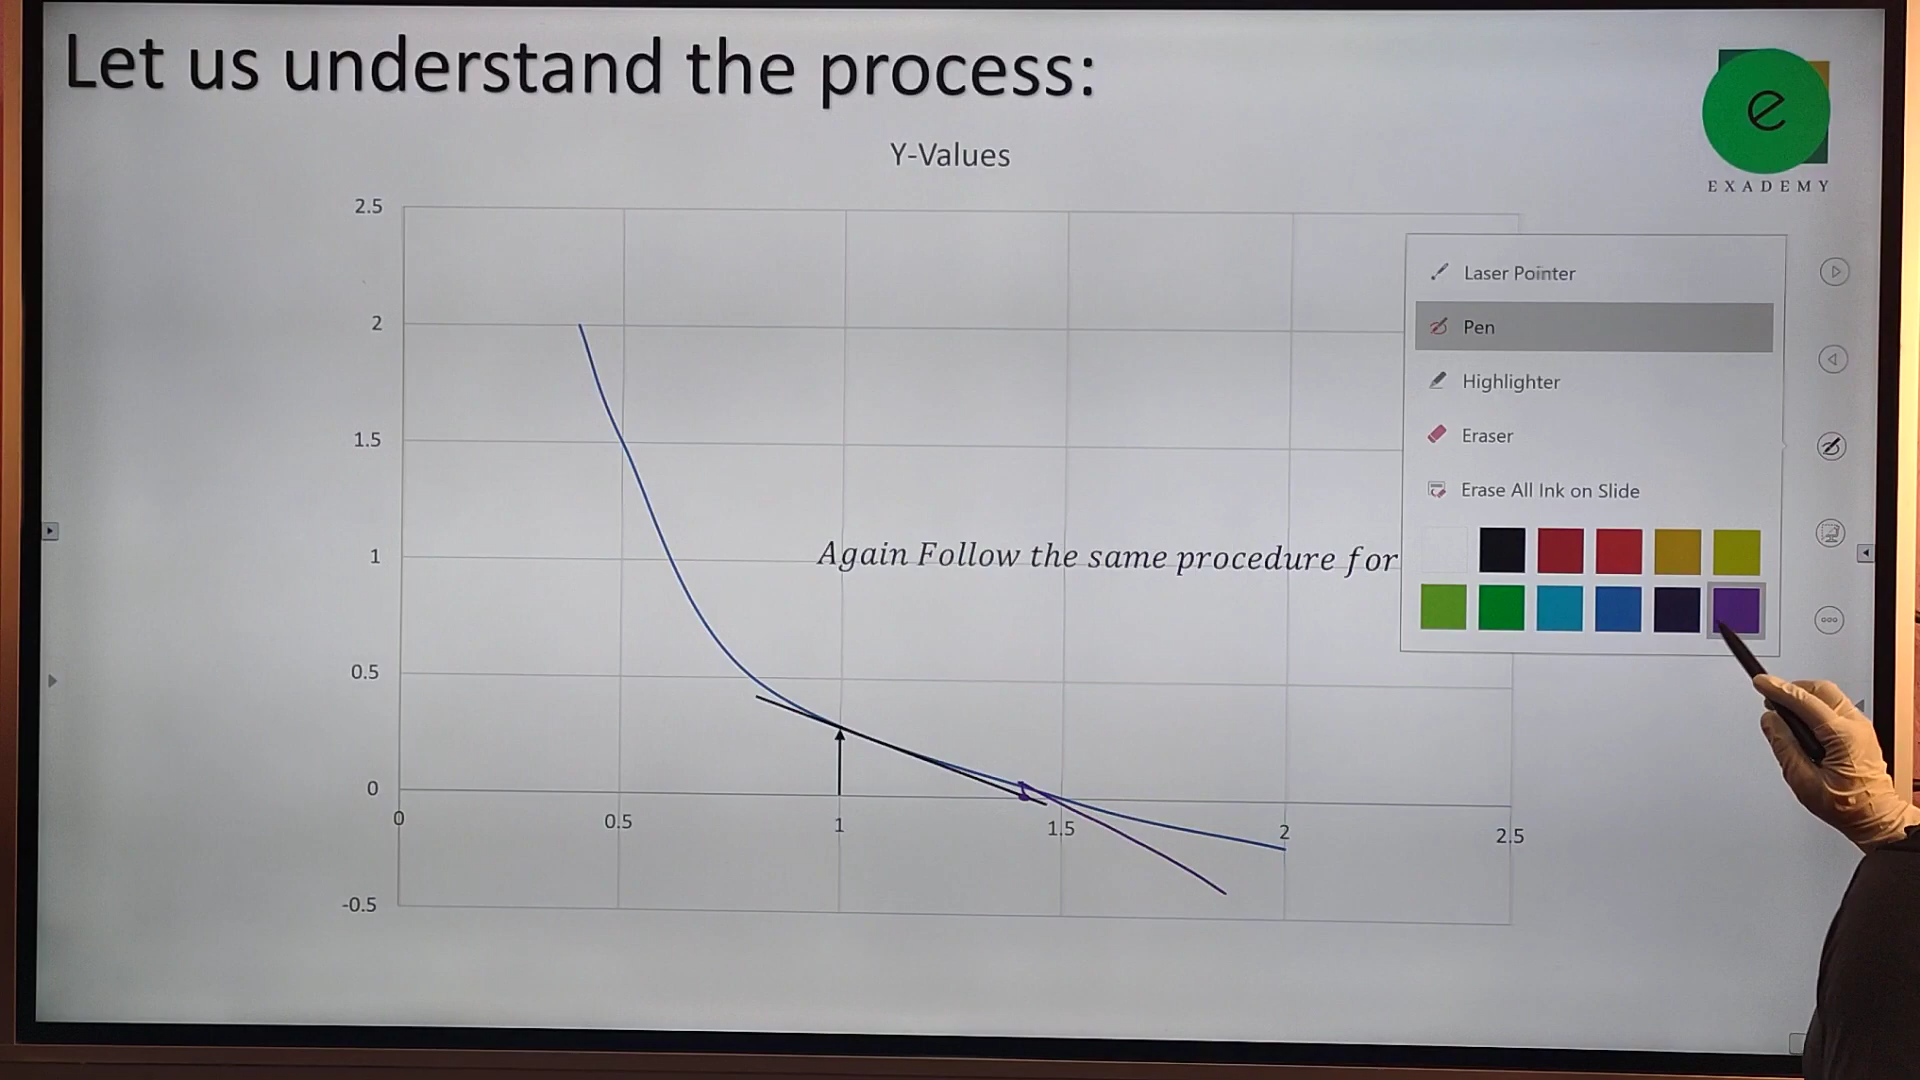 Let us understand the process:
e
EXADEMY
Y-Values
2.5
2
1.5
1
0.5
0
-0.5
0
0.5
1
1.5
2
2.5
Again Follow the same procedure for
Laser Pointer
Pen
Highlighter
Eraser
Erase All Ink on Slide